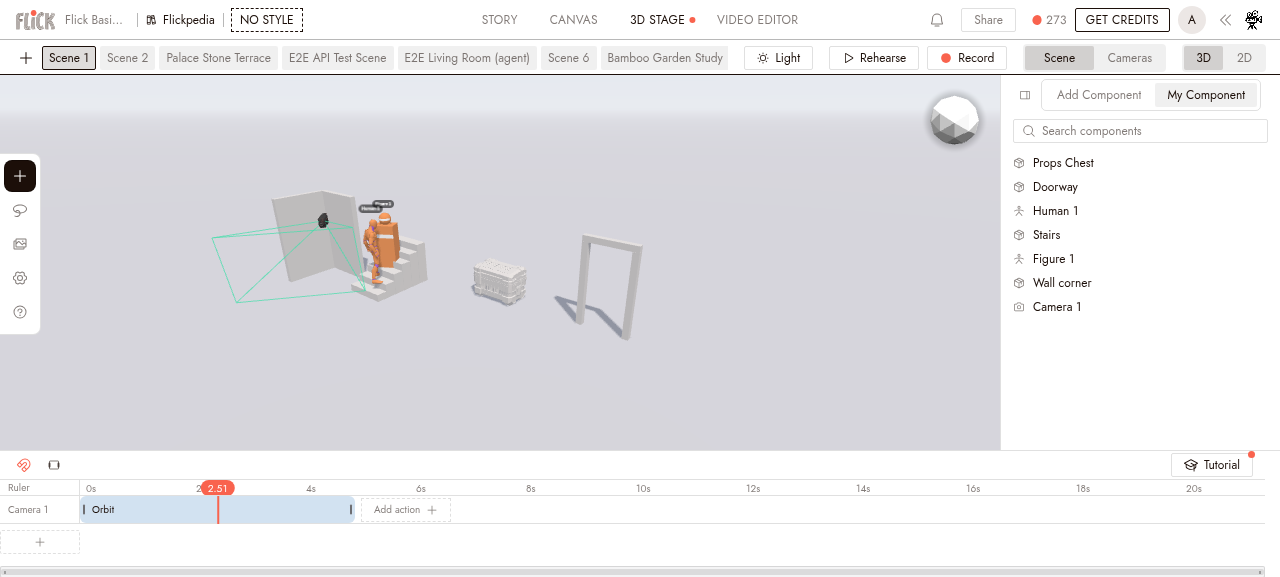 FLICK
Flick Basi...
Flickpedia
NO STYLE
STORY
CANVAS
3D STAGE
VIDEO EDITOR
Share
273
GET CREDITS
A
Scene 1
Scene 2
Palace Stone Terrace
E2E API Test Scene
E2E Living Room (agent)
Scene 6
Bamboo Garden Study
Light
Rehearse
Record
Scene
Cameras
3D
2D
Add Component
My Component
Search components
Props Chest
Doorway
Human 1
Stairs
Figure 1
Wall corner
Camera 1
Tutorial
Ruler
0s
2.51
4s
6s
8s
10s
12s
14s
16s
18s
20s
Camera 1
Orbit
Add action